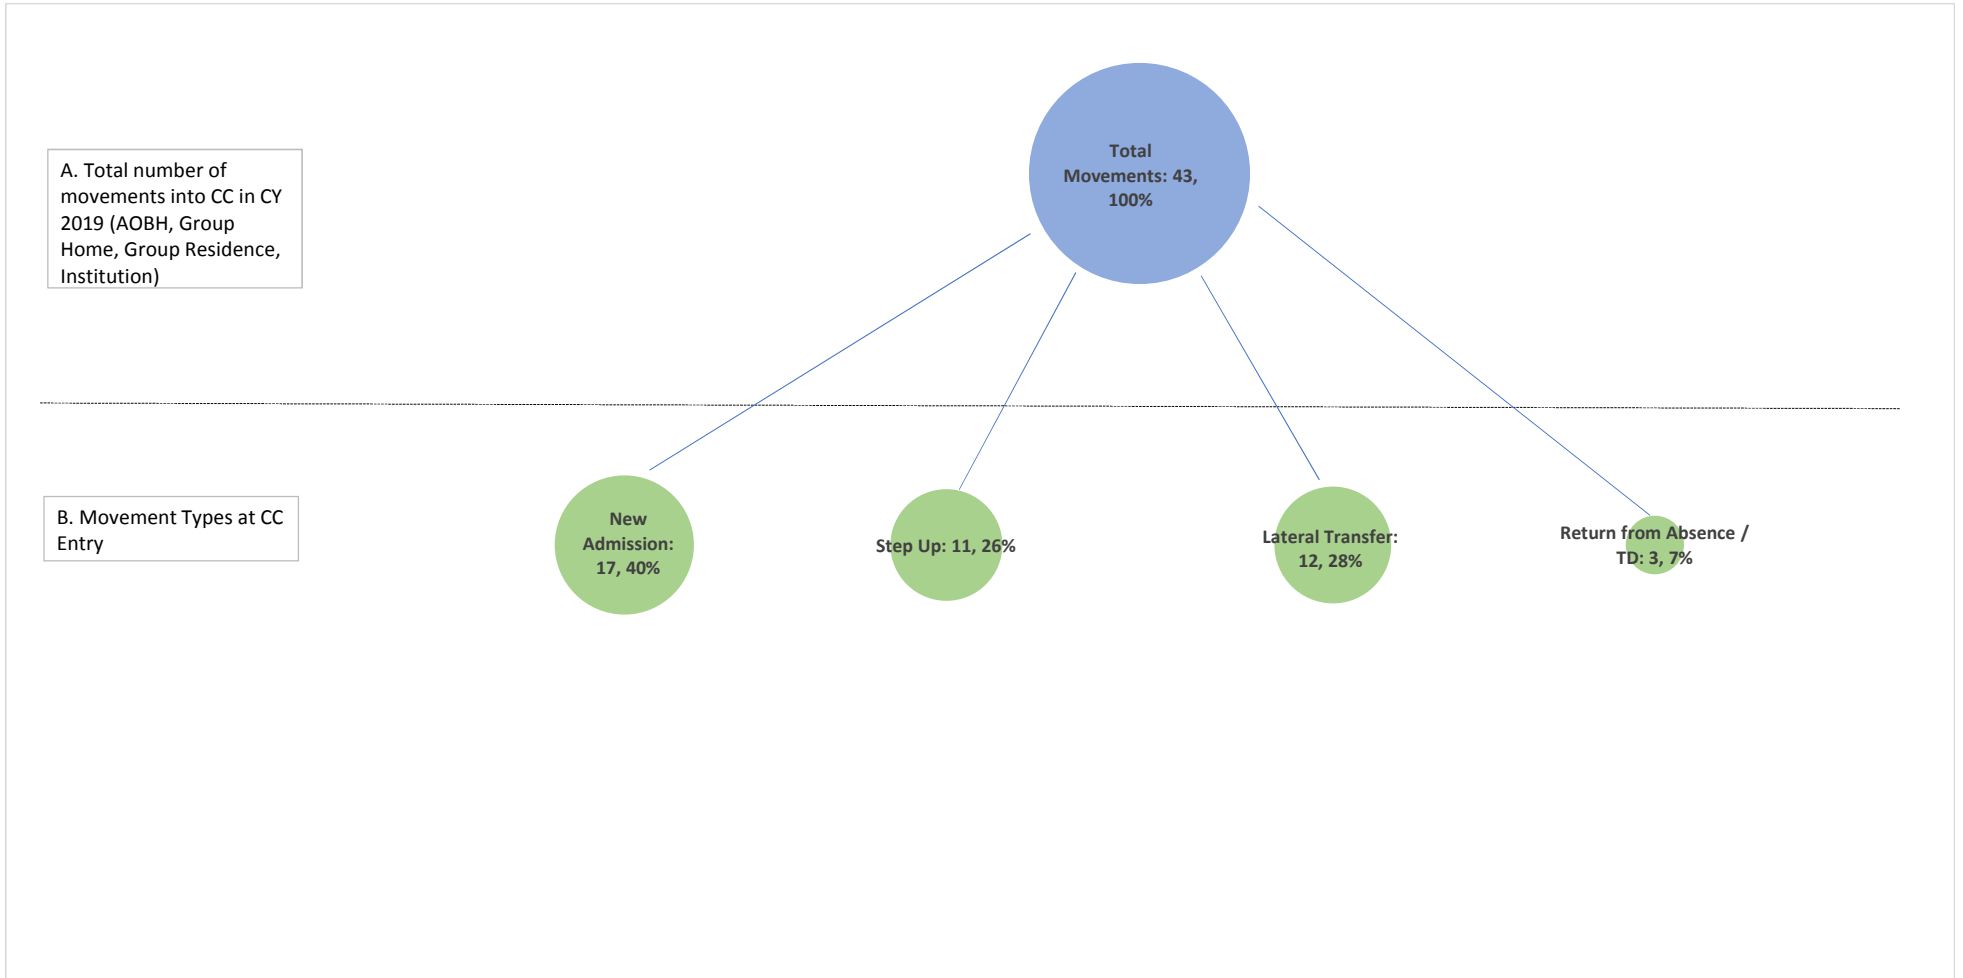 Total
Movements: 43,
100%
A. Total number of
movements into CC in CY
2019 (AOBH, Group
Home, Group Residence,
Institution)
B. Movement Types at CC
Entry
New
Admission:
17, 40%
Step Up: 11, 26%
Lateral Transfer:
12, 28%
Return from Absence /
TD: 3, 7%